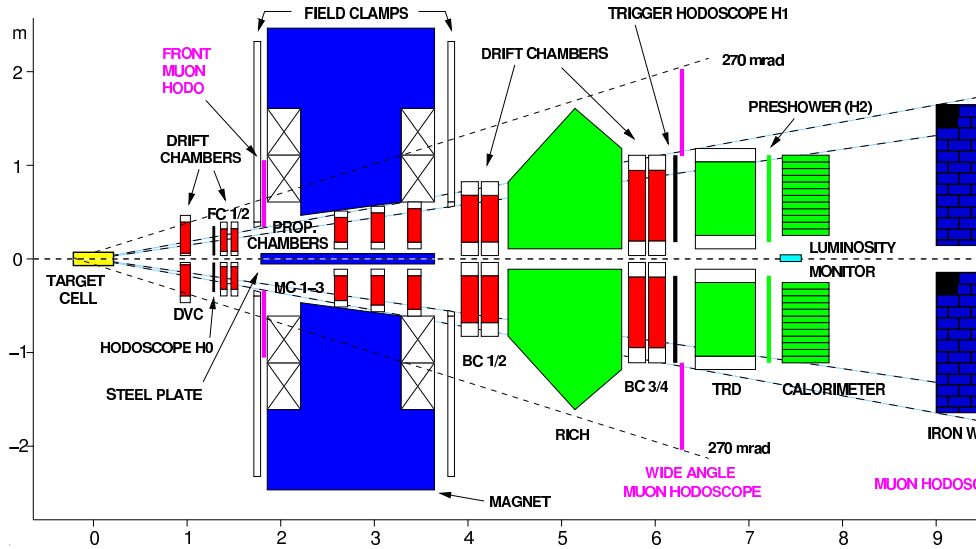 m
FIELD CLAMPS
TRIGGER HODOSCOPE H1
FRONT
MUON
HODO
DRIFT CHAMBERS
270 mrad
2
PRESHOWER (H2)
DRIFT
CHAMBERS
1
FC 1/2
PROP.
CHAMBERS
LUMINOSITY
0
MONITOR
TARGET
CELL
MC 1–3
DVC
HODOSCOPE H0
–1
BC 1/2
BC 3/4
TRD
CALORIMETER
STEEL PLATE
RICH
IRON W
–2
270 mrad
WIDE ANGLE
MUON HODOSCOPE
MUON HODOSC
MAGNET
0 1 2 3 4 5 6 7 8 9